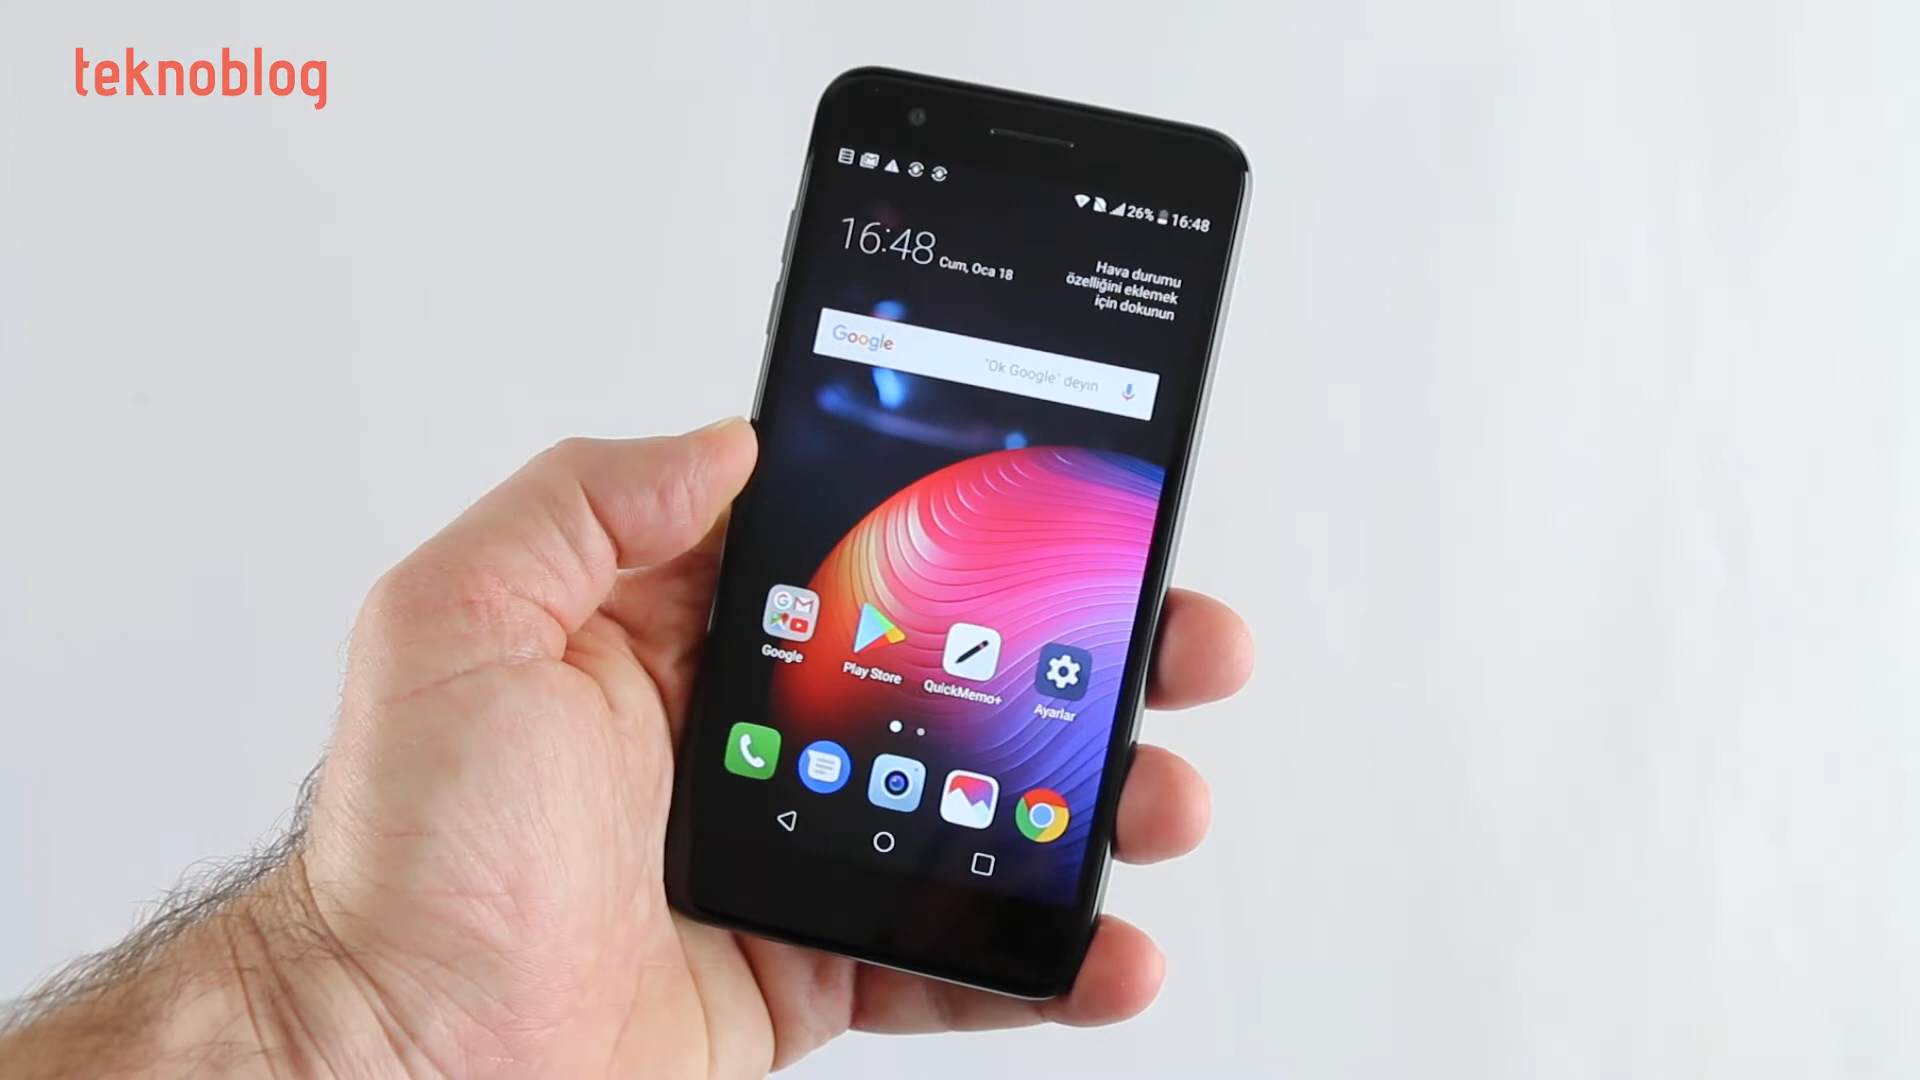 teknoblog
26% 16:48
16:48 Cum, Oca 18
Hava durumu
özelliğini eklemek
için dokunun
Google
"Ok Google" deyin
Google
Play Store
QuickMemo+
Ayarlar